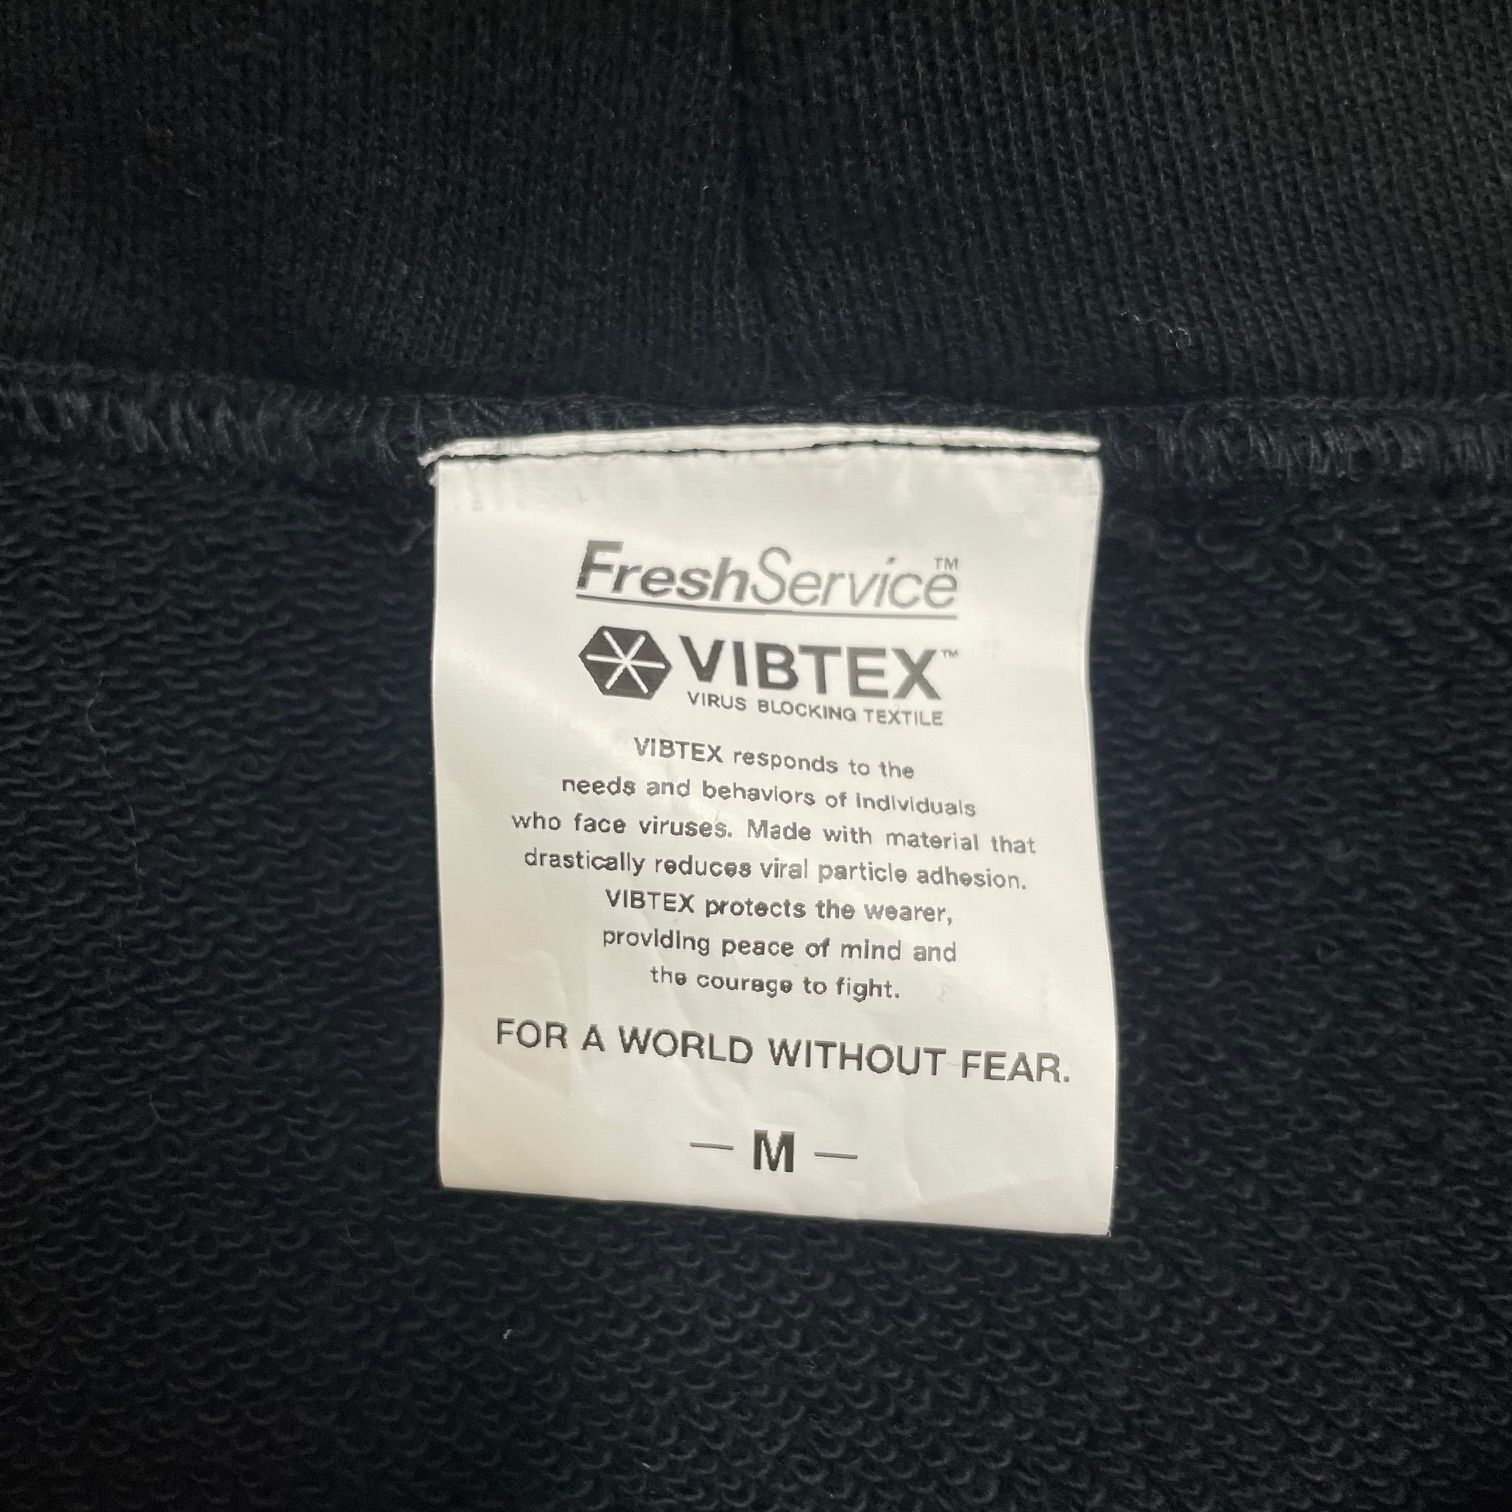 FreshService™
VIBTEX™
VIRUS BLOCKING TEXTILE
VIBTEX responds to the
needs and behaviors of individuals
who face viruses. Made with material that
drastically reduces viral particle adhesion.
VIBTEX protects the wearer,
providing peace of mind and
the courage to fight.
FOR A WORLD WITHOUT FEAR.
— M —